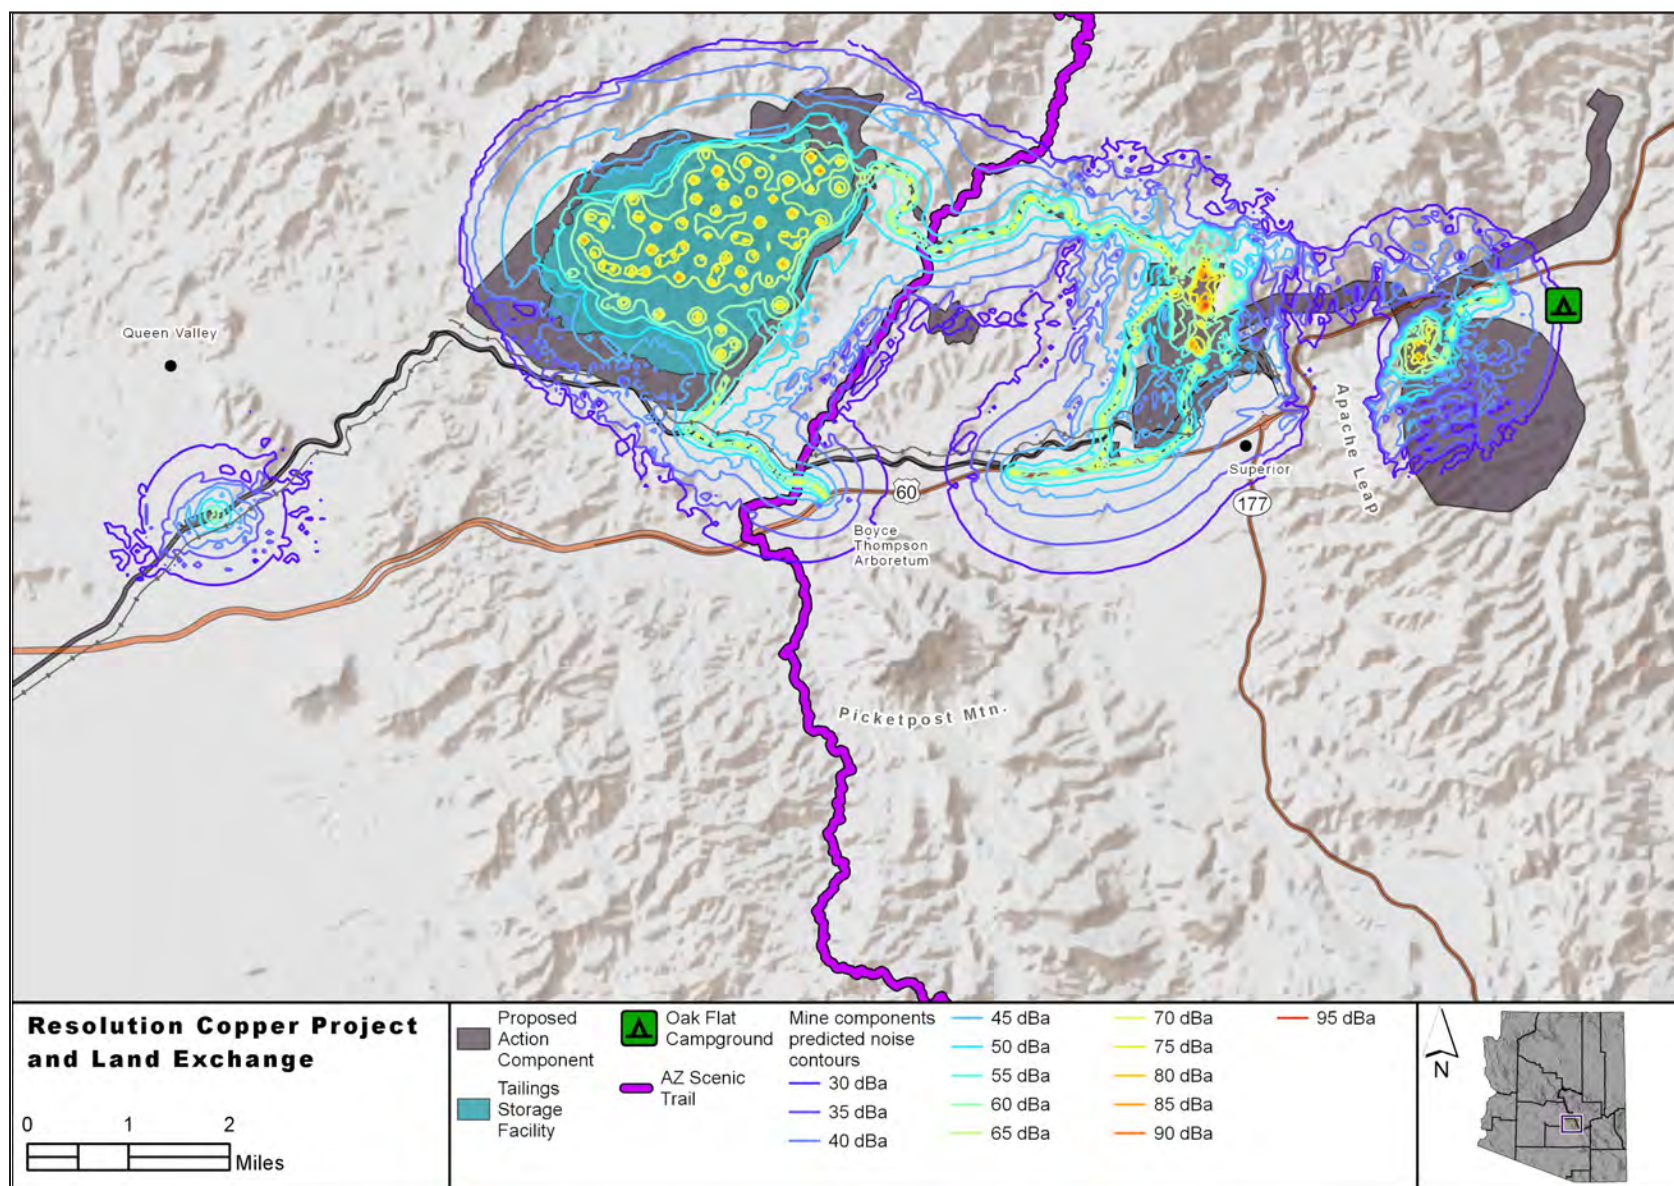 Queen Valley
60
Boyce
Thompson
Arboretum
Superior
177
Apache Leap
Picketpost Mtn.
Resolution Copper Project
and Land Exchange
0 1 2
Miles
Proposed
Action
Component
Tailings
Storage
Facility
Oak Flat
Campground
AZ Scenic
Trail
Mine components
predicted noise
contours
30 dBa
35 dBa
40 dBa
45 dBa
50 dBa
55 dBa
60 dBa
65 dBa
70 dBa
75 dBa
80 dBa
85 dBa
90 dBa
95 dBa
N